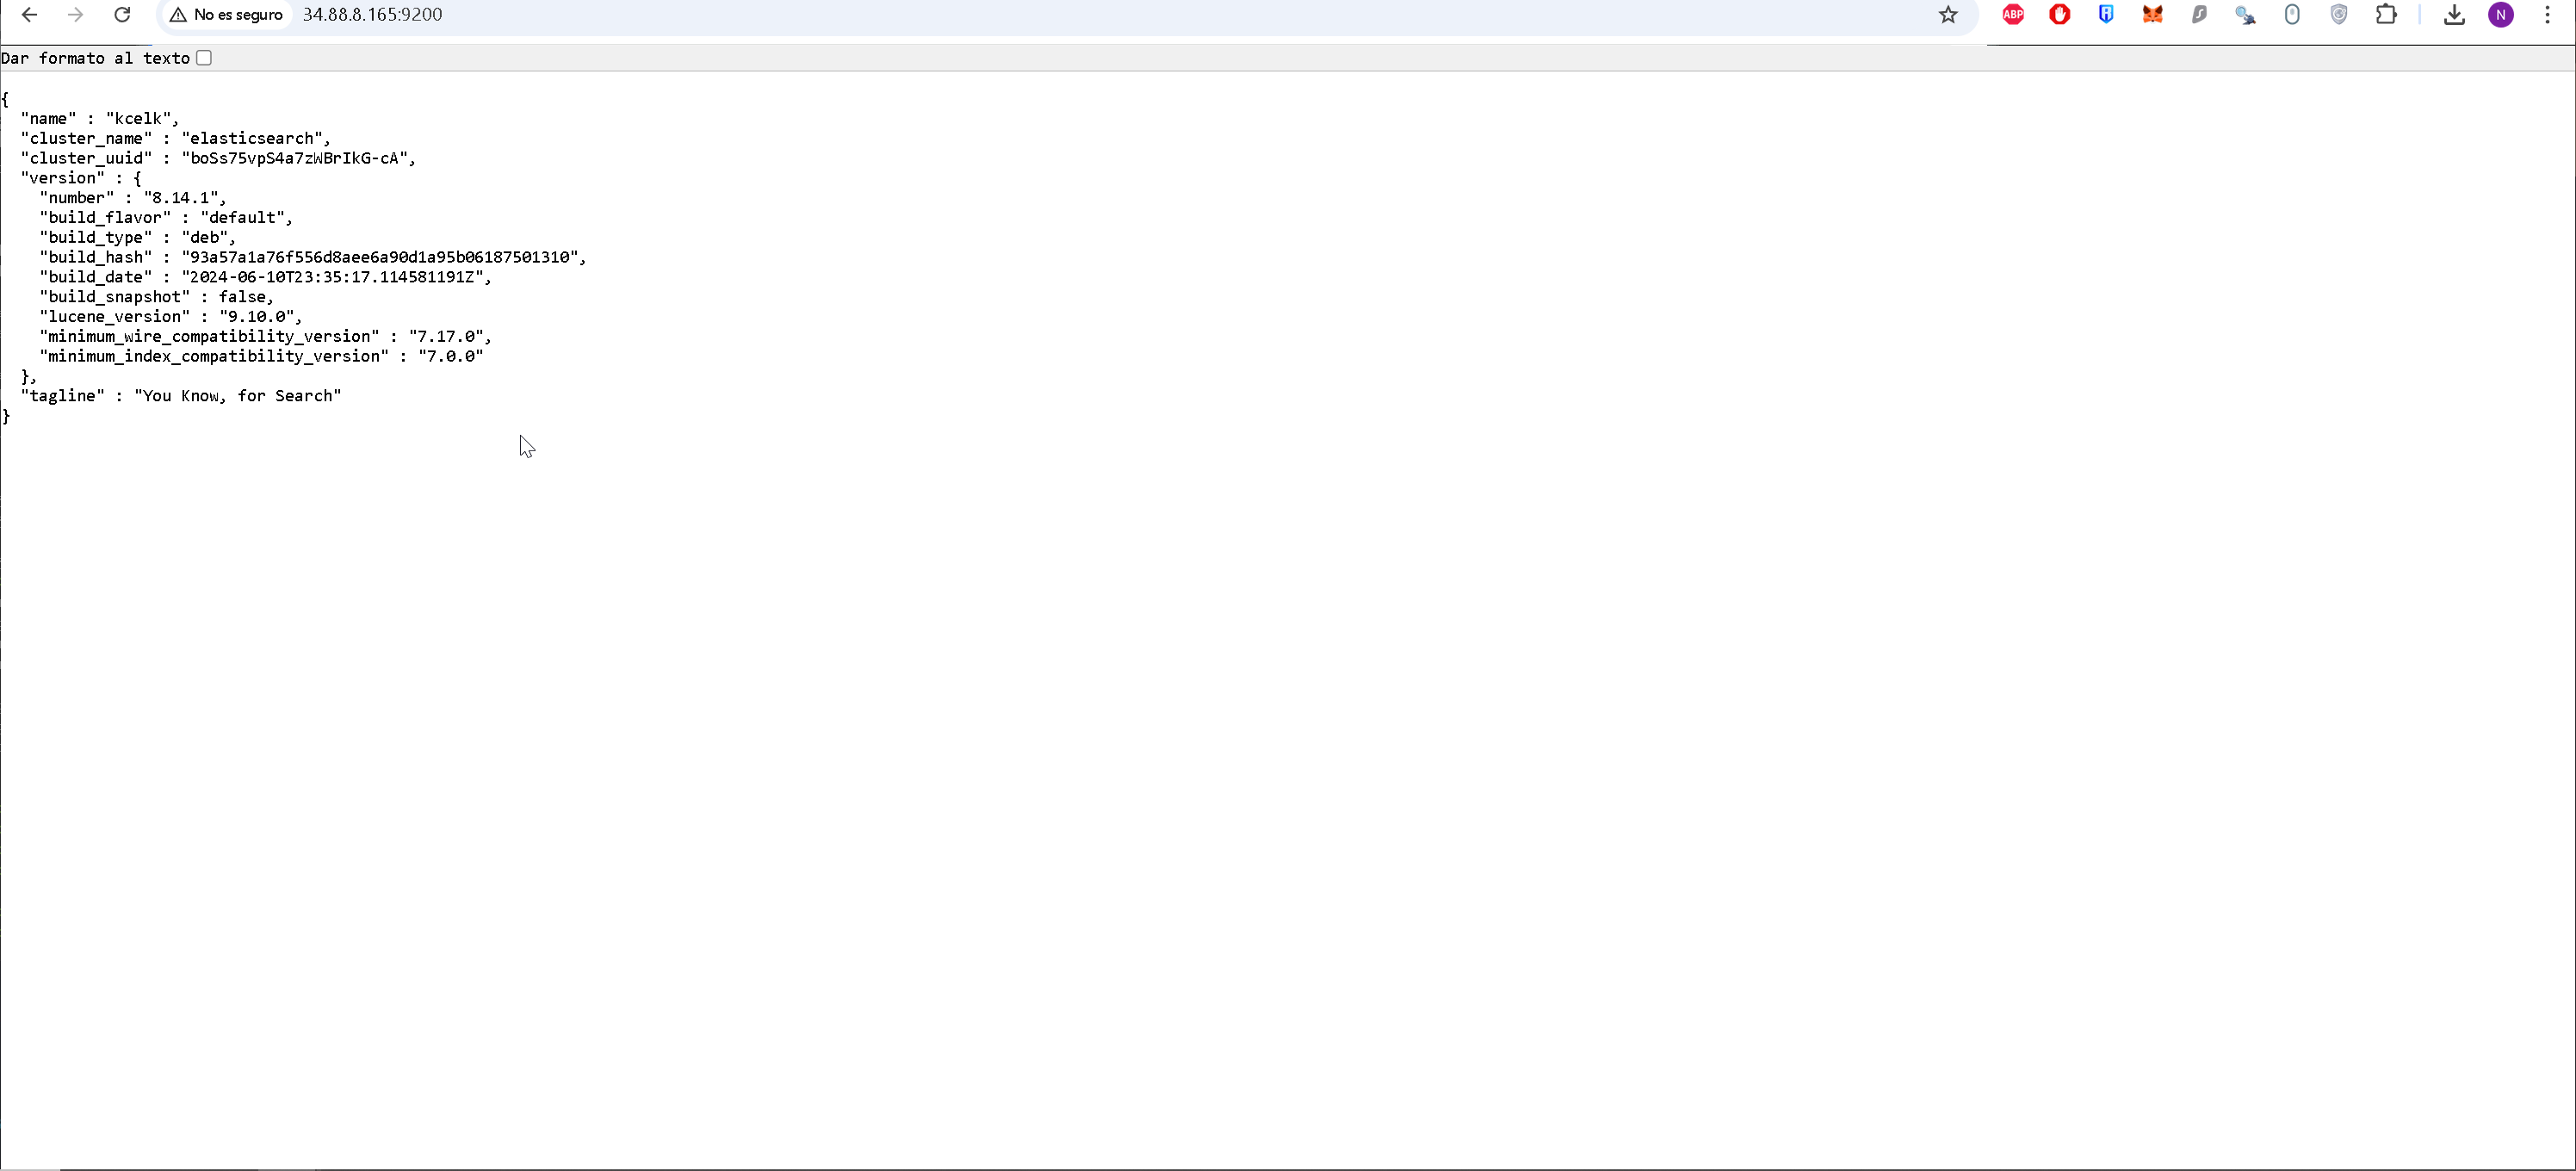 No es seguro 34.88.8.165:9200
ABP
N
Dar formato al texto
{
"name" : "kcelk",
"cluster_name" : "elasticsearch",
"cluster_uuid" : "boSs75vpS4a7zWBrIkG-cA",
"version" : {
"number" : "8.14.1",
"build_flavor" : "default",
"build_type" : "deb",
"build_hash" : "93a57a1a76f556d8aee6a90d1a95b06187501310",
"build_date" : "2024-06-10T23:35:17.114581191Z",
"build_snapshot" : false,
"lucene_version" : "9.10.0",
"minimum_wire_compatibility_version" : "7.17.0",
"minimum_index_compatibility_version" : "7.0.0"
},
"tagline" : "You Know, for Search"
}